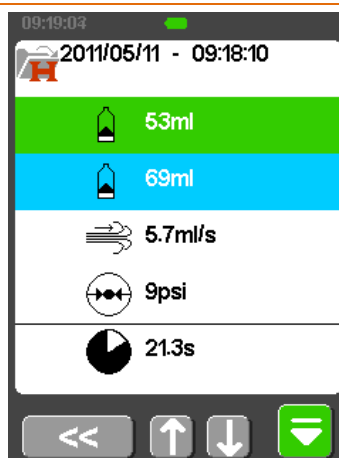 09:19:03
2011/05/11 - 09:18:10
H
53ml
69ml
5.7ml/s
9psi
21.3s
<<